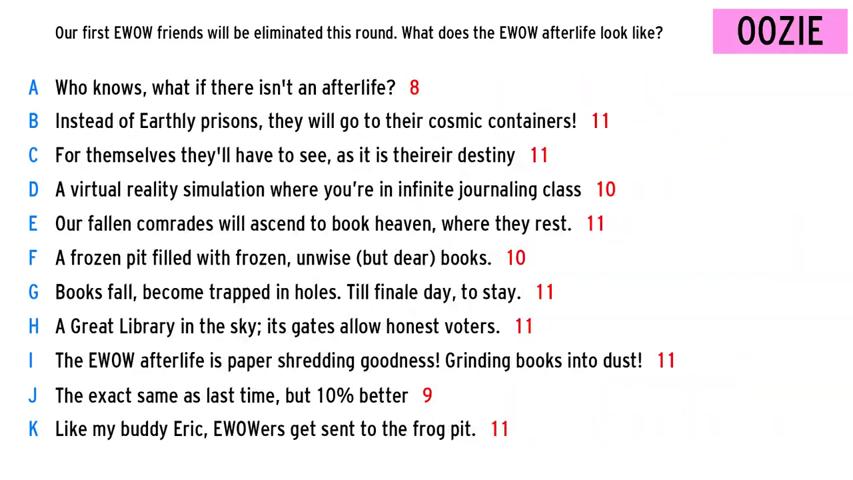 Our first EWOW friends will be eliminated this round. What does the EWOW afterlife look like?
OOZIE
A Who knows, what if there isn't an afterlife? 8
B Instead of Earthly prisons, they will go to their cosmic containers! 11
C For themselves they'll have to see, as it is theireir destiny 11
D A virtual reality simulation where you're in infinite journaling class 10
E Our fallen comrades will ascend to book heaven, where they rest. 11
F A frozen pit filled with frozen, unwise (but dear) books. 10
G Books fall, become trapped in holes. Till finale day, to stay. 11
H A Great Library in the sky; its gates allow honest voters. 11
I The EWOW afterlife is paper shredding goodness! Grinding books into dust! 11
J The exact same as last time, but 10% better 9
K Like my buddy Eric, EWOWers get sent to the frog pit. 11